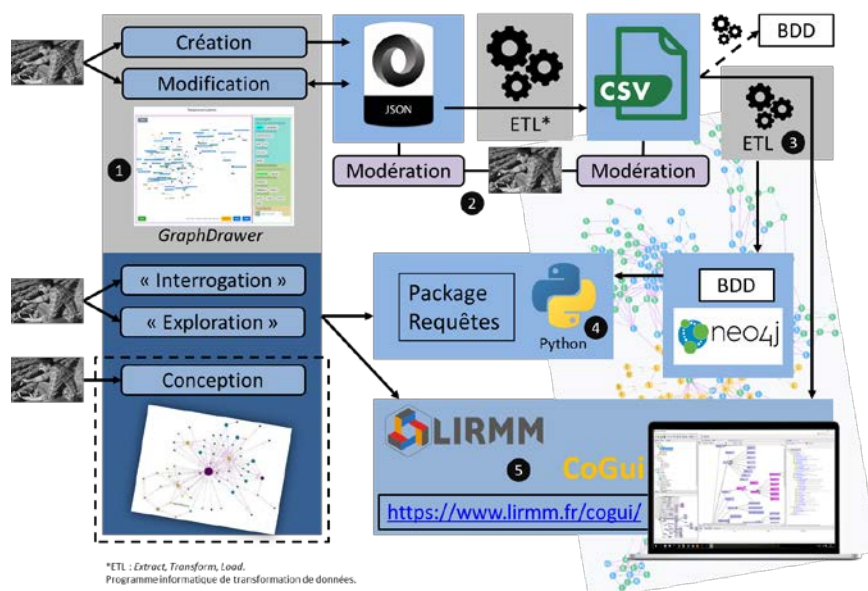 Création
Modification
1
GraphDrawer
JSON
ETL*
CSV
BDD
ETL 3
Modération
Modération
2
« Interrogation »
« Exploration »
Conception
Package
Requêtes
Python
4
BDD
neo4j
LIRMM
5
CoGui
https://www.lirmm.fr/cogui/
*ETL : Extract, Transform, Load.
Programme informatique de transformation de données.